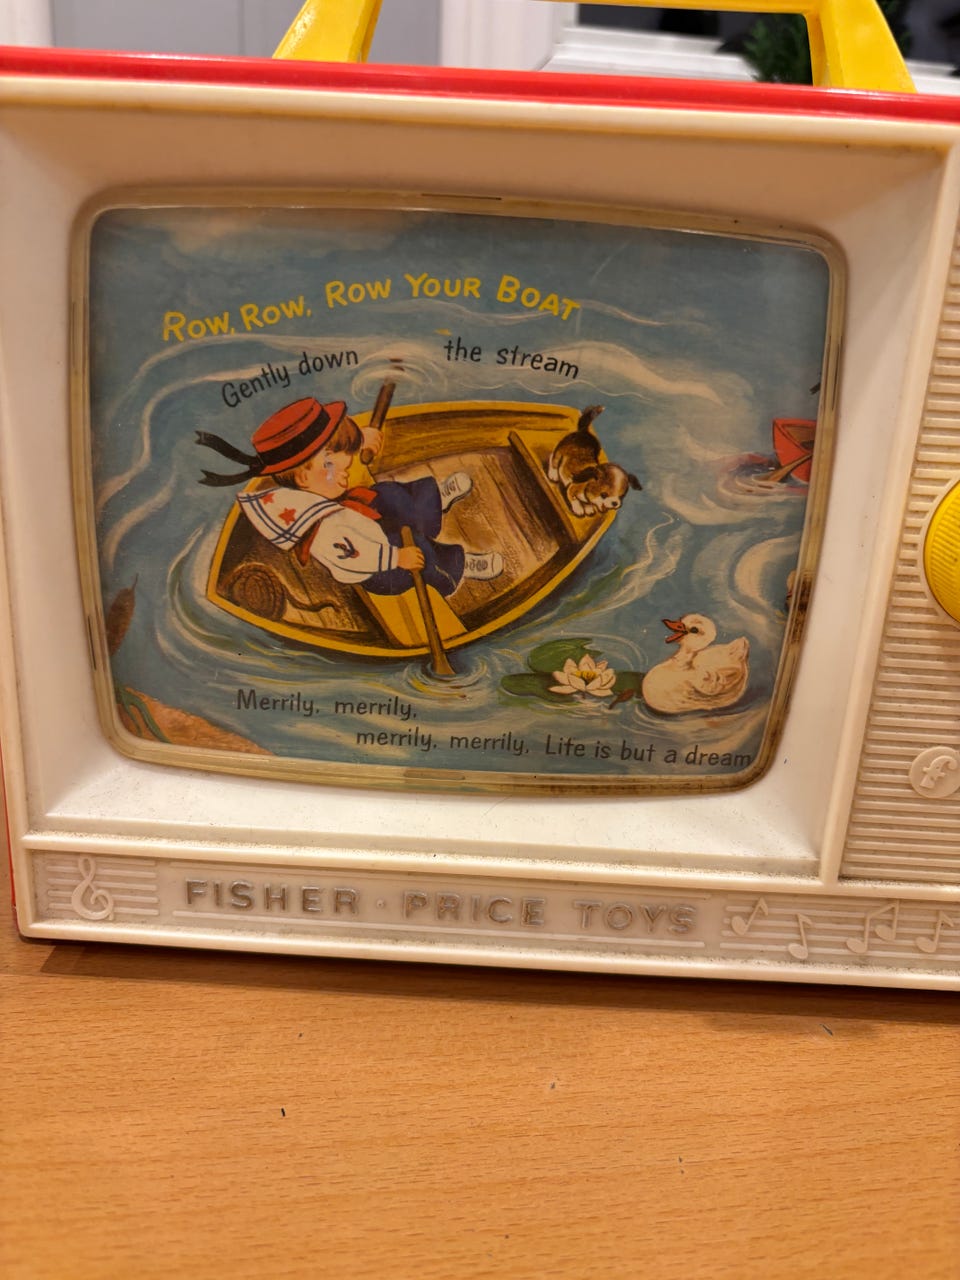 Row, Row, Row Your Boat
Gently down the stream
Merrily, merrily,
merrily, merrily, Life is but a dream
FISHER · PRICE TOYS
f